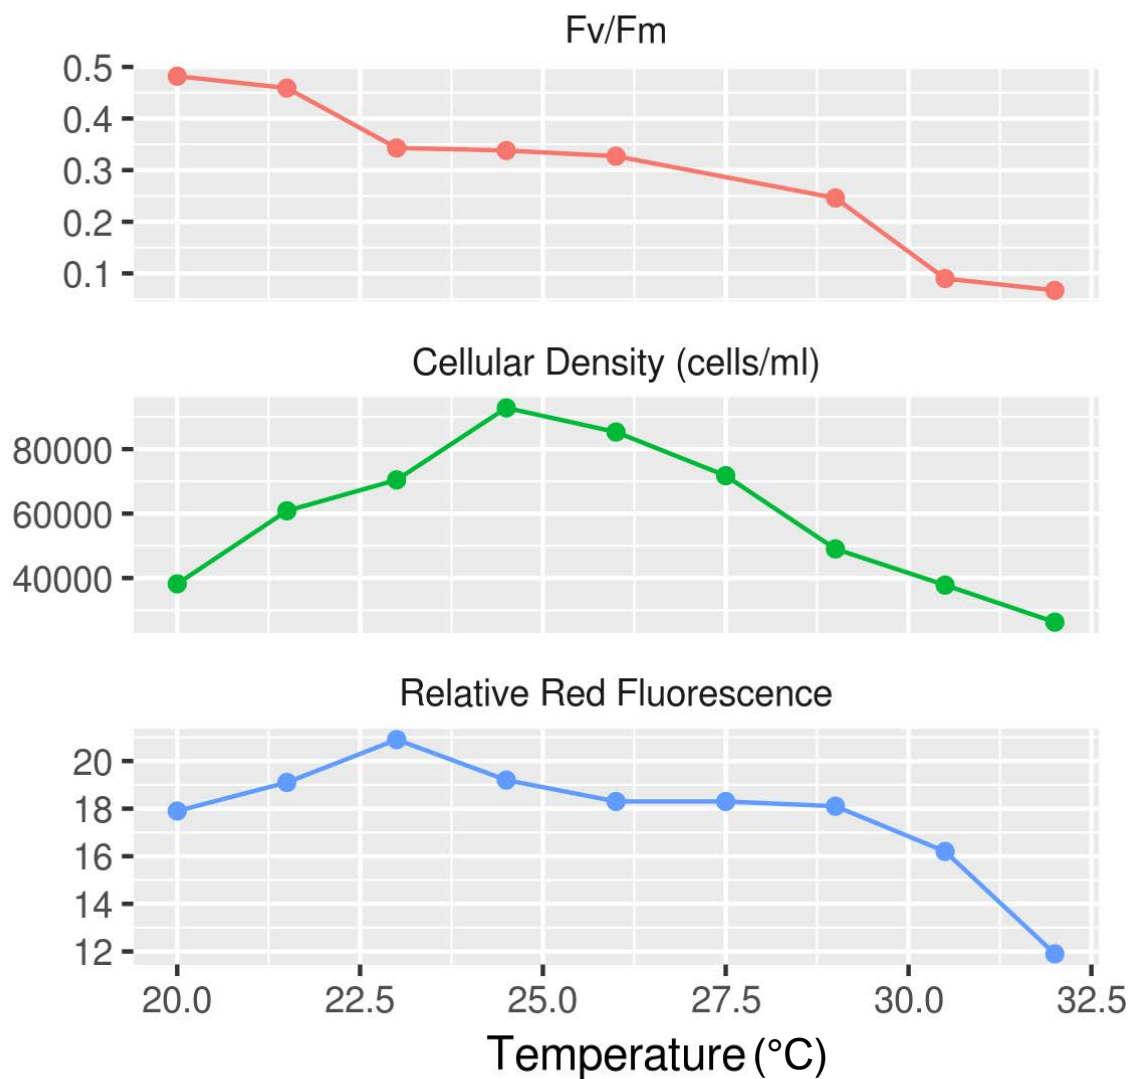 Fv/Fm
0.5
0.4
0.3
0.2
0.1
Cellular Density (cells/ml)
80000
60000
40000
Relative Red Fluorescence
20
18
16
14
12
20.0 22.5 25.0 27.5 30.0 32.5
Temperature (°C)